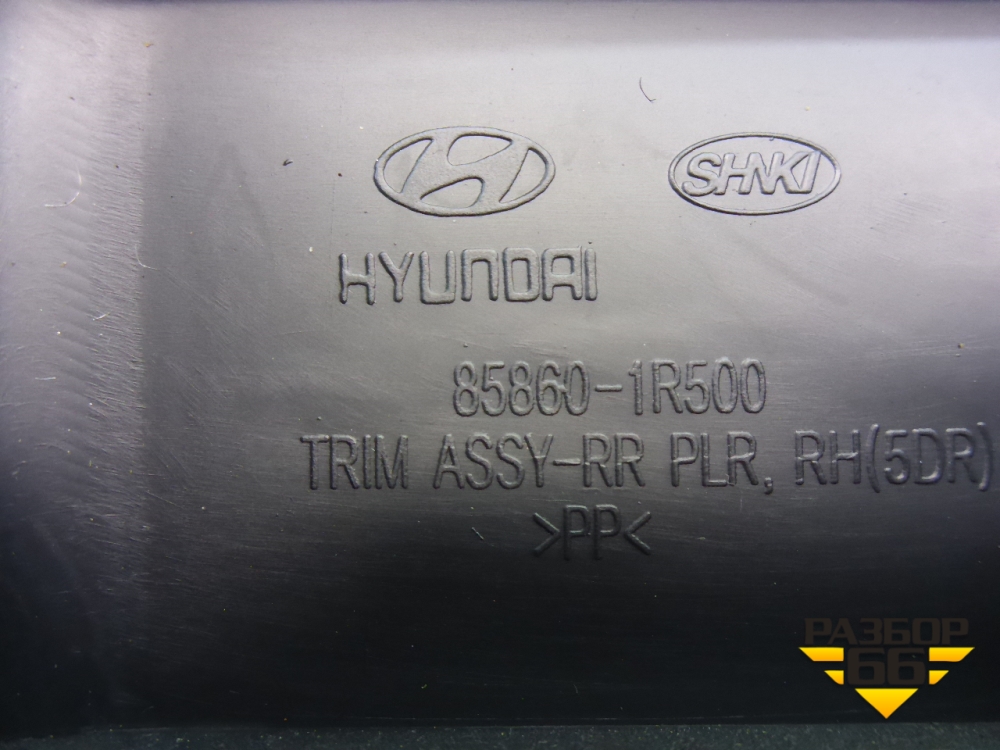 SHNKI
HYUNDAI
85860-1R500
TRIM ASSY-RR PLR, RH(5DR)
>PP<
РАЗБОР
66